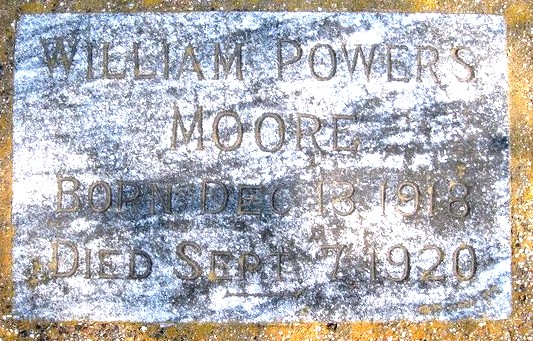 WILLIAM POWERS
MOORE
BORN DEC 13 1918
DIED SEPT 7, 1920